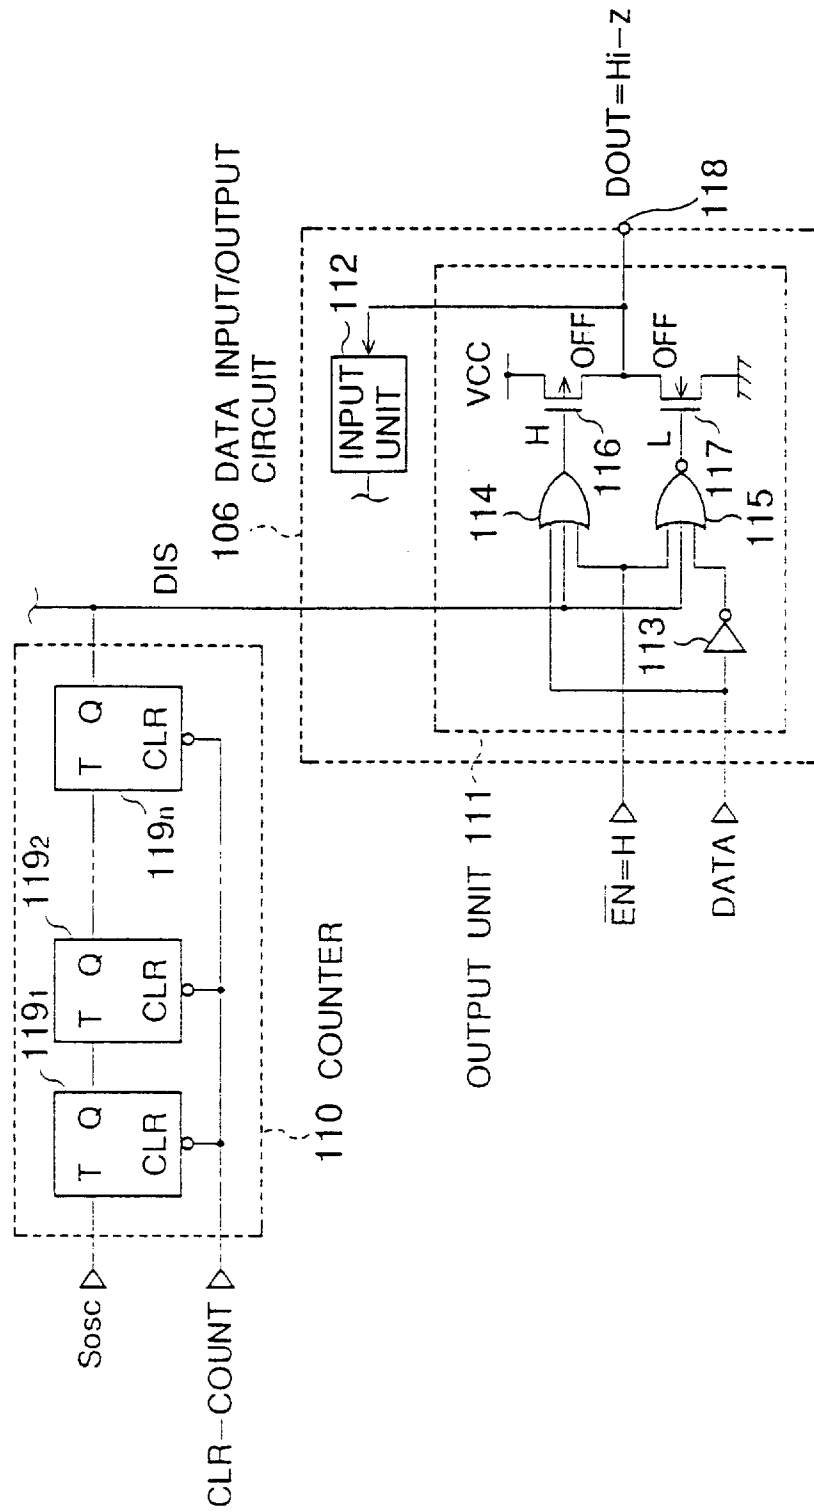 Sosc
CLR-COUNT
119₁
119₂
119n
T Q
CLR
T Q
CLR
T Q
CLR
110 COUNTER
DIS
106 DATA INPUT/OUTPUT
CIRCUIT
112
INPUT
UNIT
OUTPUT UNIT 111
E̅N̅=H
DATA
113
114
115
H
L
VCC
OFF
116
OFF
117
118
DOUT=Hi-Z